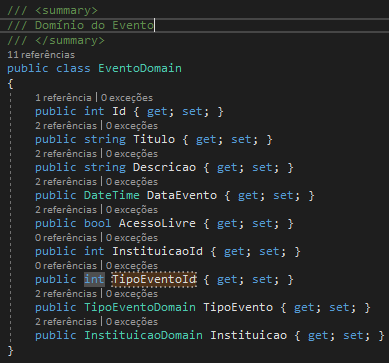 /// <summary>
/// Domínio do Evento
/// </summary>
11 referências
public class EventoDomain
{
1 referência | 0 exceções
public int Id { get; set; }
2 referências | 0 exceções
public string Titulo { get; set; }
2 referências | 0 exceções
public string Descricao { get; set; }
2 referências | 0 exceções
public DateTime DataEvento { get; set; }
2 referências | 0 exceções
public bool AcessoLivre { get; set; }
0 referências | 0 exceções
public int InstituicaoId { get; set; }
0 referências | 0 exceções
public int TipoEventoId { get; set; }
2 referências | 0 exceções
public TipoEventoDomain TipoEvento { get; set; }
2 referências | 0 exceções
public InstituicaoDomain Instituicao { get; set; }
}